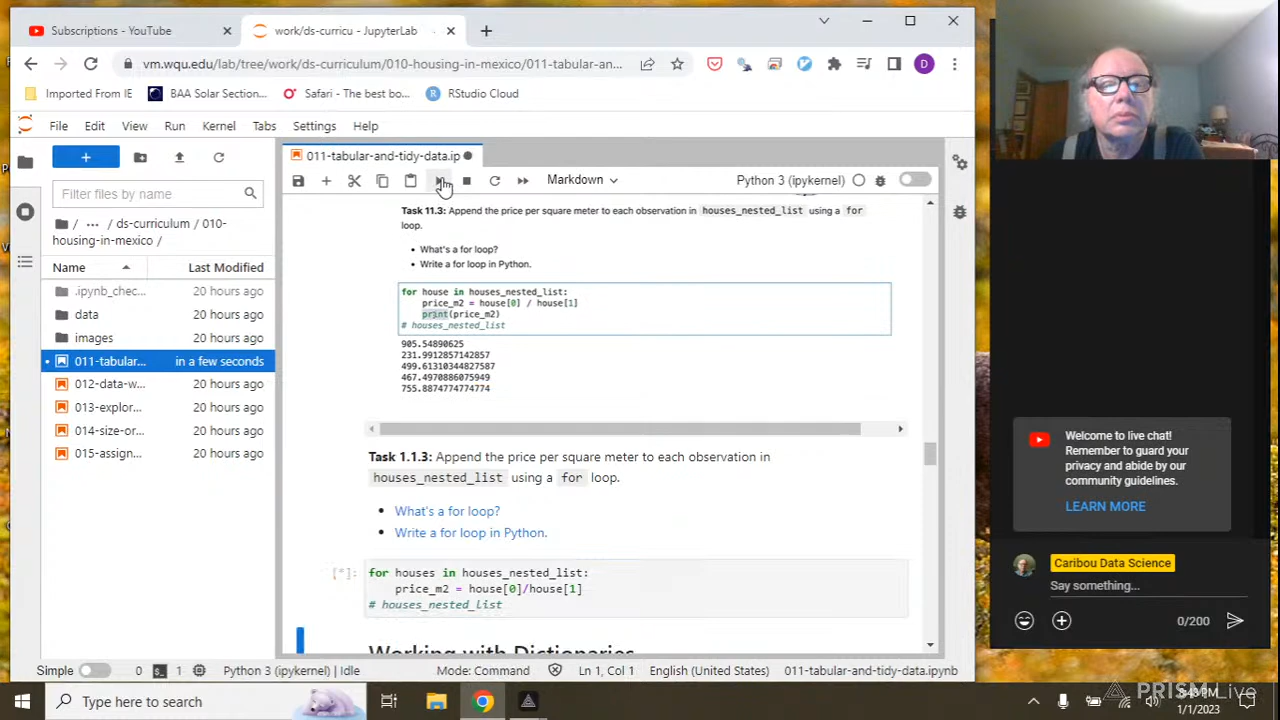 Subscriptions - YouTube
work/ds-curricu - JupyterLab
vm.wqu.edu/lab/tree/work/ds-curriculum/010-housing-in-mexico/011-tabular-an...
D
Imported From IE
BAA Solar Section...
Safari - The best bo...
RStudio Cloud
File Edit View Run Kernel Tabs Settings Help
011-tabular-and-tidy-data.ip
Markdown
Python 3 (ipykernel)
Filter files by name
/ ... / ds-curriculum / 010-
housing-in-mexico /
Name Last Modified
.ipynb_chec... 20 hours ago
data 20 hours ago
images 20 hours ago
011-tabular... in a few seconds
012-data-w... 20 hours ago
013-explor... 20 hours ago
014-size-or... 20 hours ago
015-assign... 20 hours ago
Task 11.3: Append the price per square meter to each observation in houses_nested_list using a for
loop.
• What's a for loop?
• Write a for loop in Python.
for house in houses_nested_list:
price_m2 = house[0] / house[1]
print(price_m2)
# houses_nested_list
905.54890625
231.9912857142857
499.61310344827587
467.4970886075949
755.8874774774774
Task 1.1.3: Append the price per square meter to each observation in
houses_nested_list using a for loop.
• What's a for loop?
• Write a for loop in Python.
[*]: for houses in houses_nested_list:
price_m2 = house[0]/house[1]
# houses_nested_list
Working with Dictionaries
Simple 0 1 Python 3 (ipykernel) | Idle Mode: Command Ln 1, Col 1 English (United States) 011-tabular-and-tidy-data.ipynb
Welcome to live chat!
Remember to guard your
privacy and abide by our
community guidelines.
LEARN MORE
Caribou Data Science
Say something...
0/200
Type here to search
PRISM Live
1/1/2023